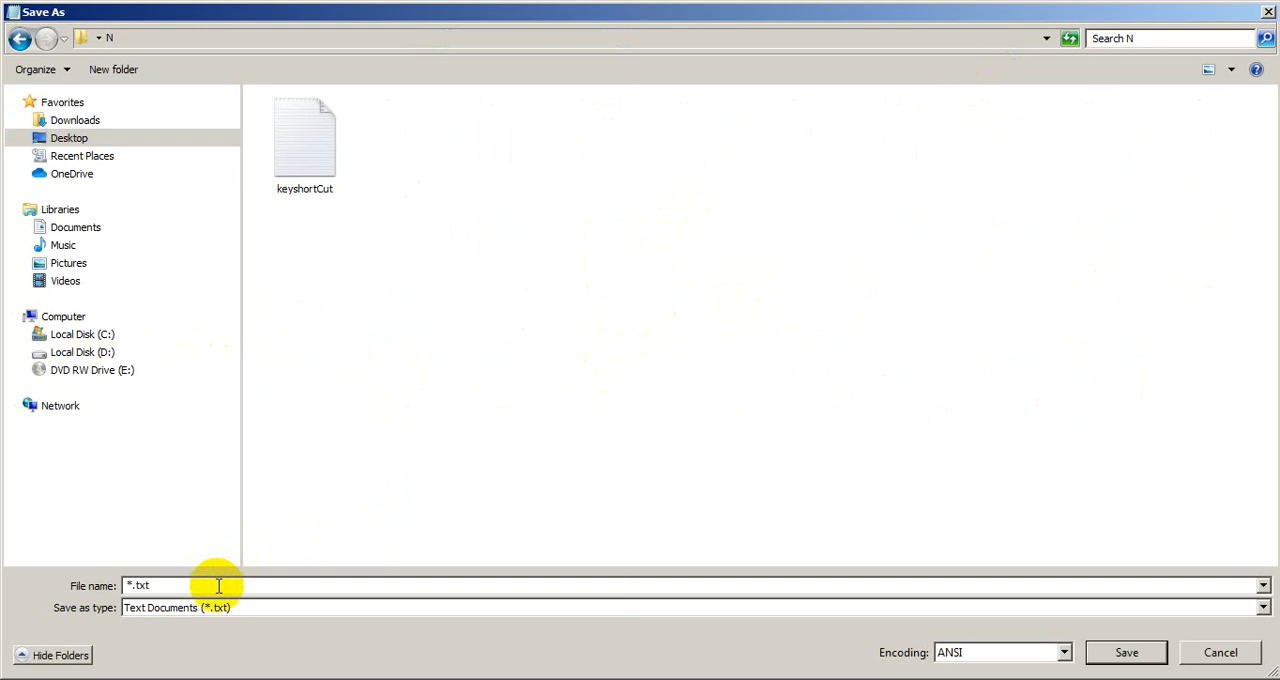 Save As
N
Search N
Organize
New folder
Favorites
Downloads
Desktop
Recent Places
OneDrive
Libraries
Documents
Music
Pictures
Videos
Computer
Local Disk (C:)
Local Disk (D:)
DVD RW Drive (E:)
Network
keyshortCut
File name: *.txt
Save as type: Text Documents (*.txt)
Hide Folders
Encoding: ANSI
Save
Cancel